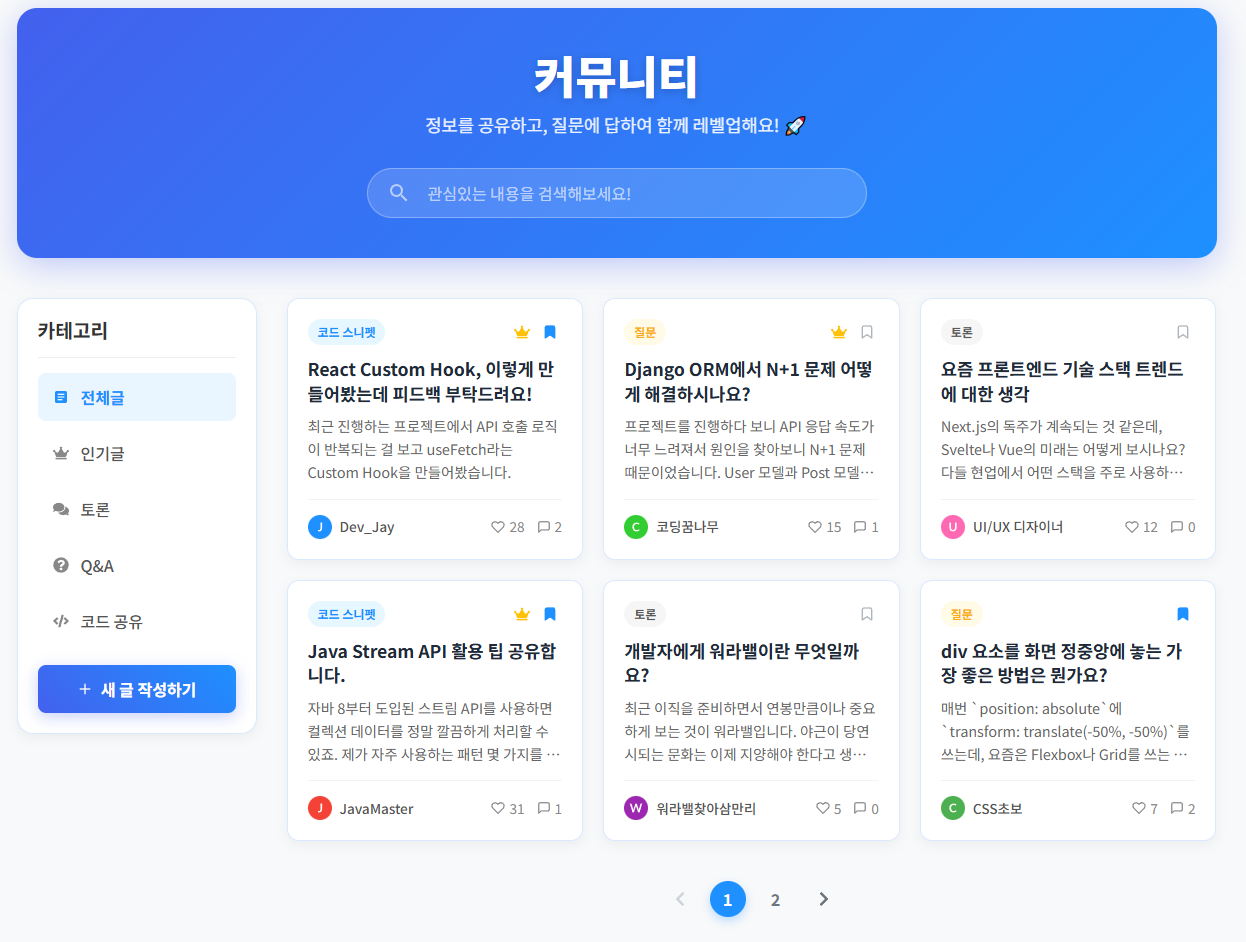 커뮤니티
정보를 공유하고, 질문에 답하여 함께 레벨업해요! 🚀
관심있는 내용을 검색해보세요!
카테고리
전체글
인기글
토론
Q&A
코드 공유
+ 새 글 작성하기
코드 스니펫
React Custom Hook, 이렇게 만
들어봤는데 피드백 부탁드려요!
최근 진행하는 프로젝트에서 API 호출 로직
이 반복되는 걸 보고 useFetch라는
Custom Hook을 만들어봤습니다.
J Dev_Jay 28 2
질문
Django ORM에서 N+1 문제 어떻
게 해결하시나요?
프로젝트를 진행하다 보니 API 응답 속도가
너무 느려져서 원인을 찾아보니 N+1 문제
때문이었습니다. User 모델과 Post 모델…
C 코딩꿈나무 15 1
토론
요즘 프론트엔드 기술 스택 트렌드
에 대한 생각
Next.js의 독주가 계속되는 것 같은데,
Svelte나 Vue의 미래는 어떻게 보시나요?
다들 현업에서 어떤 스택을 주로 사용하…
U UI/UX 디자이너 12 0
코드 스니펫
Java Stream API 활용 팁 공유합
니다.
자바 8부터 도입된 스트림 API를 사용하면
컬렉션 데이터를 정말 깔끔하게 처리할 수
있죠. 제가 자주 사용하는 패턴 몇 가지를 …
J JavaMaster 31 1
토론
개발자에게 워라밸이란 무엇일까
요?
최근 이직을 준비하면서 연봉만큼이나 중요
하게 보는 것이 워라밸입니다. 야근이 당연
시되는 문화는 이제 지양해야 한다고 생…
W 워라밸찾아삼만리 5 0
질문
div 요소를 화면 정중앙에 놓는 가
장 좋은 방법은 뭔가요?
매번 `position: absolute`에
`transform: translate(-50%, -50%)`를
쓰는데, 요즘은 Flexbox나 Grid를 쓰는 …
C CSS초보 7 2
1 2